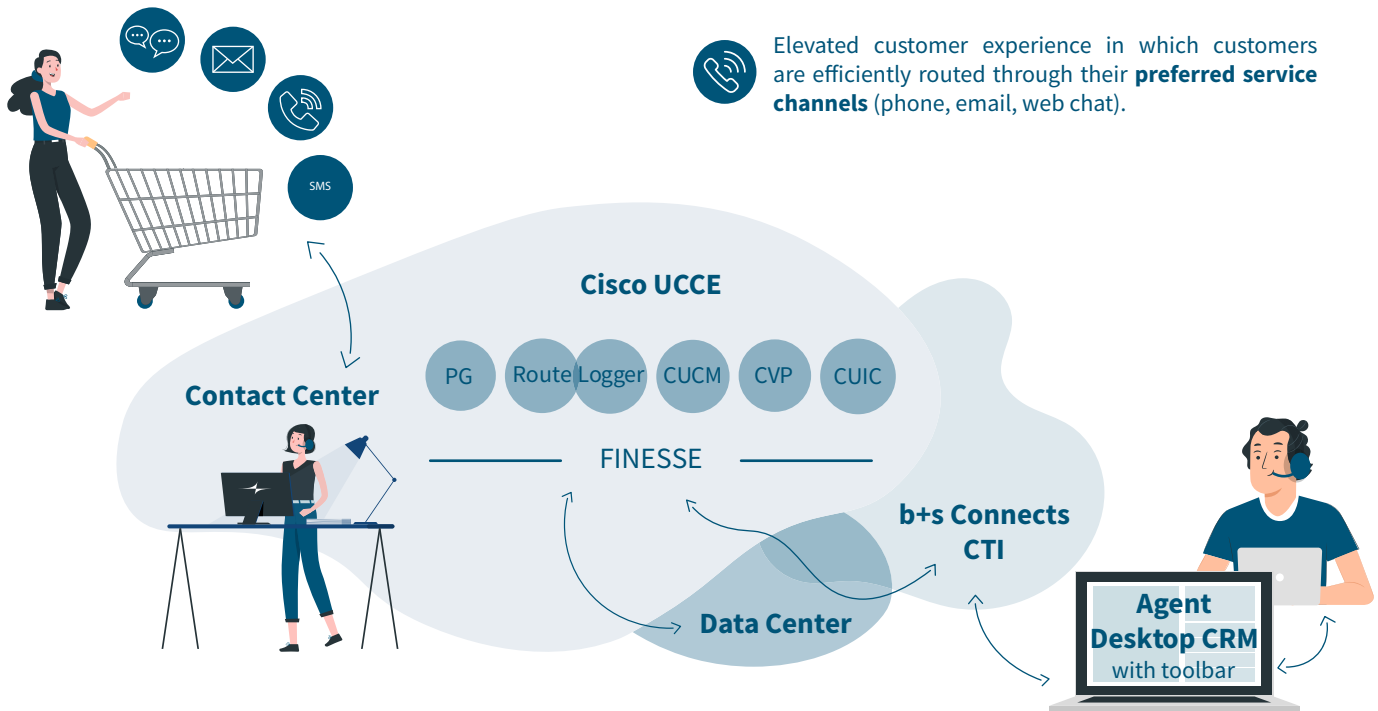 Elevated customer experience in which customers
are efficiently routed through their preferred service
channels (phone, email, web chat).
SMS
Cisco UCCE
PG
Route
Logger
CUCM
CVP
CUIC
Contact Center
FINESSE
b+s Connects
CTI
Data Center
Agent
Desktop CRM
with toolbar